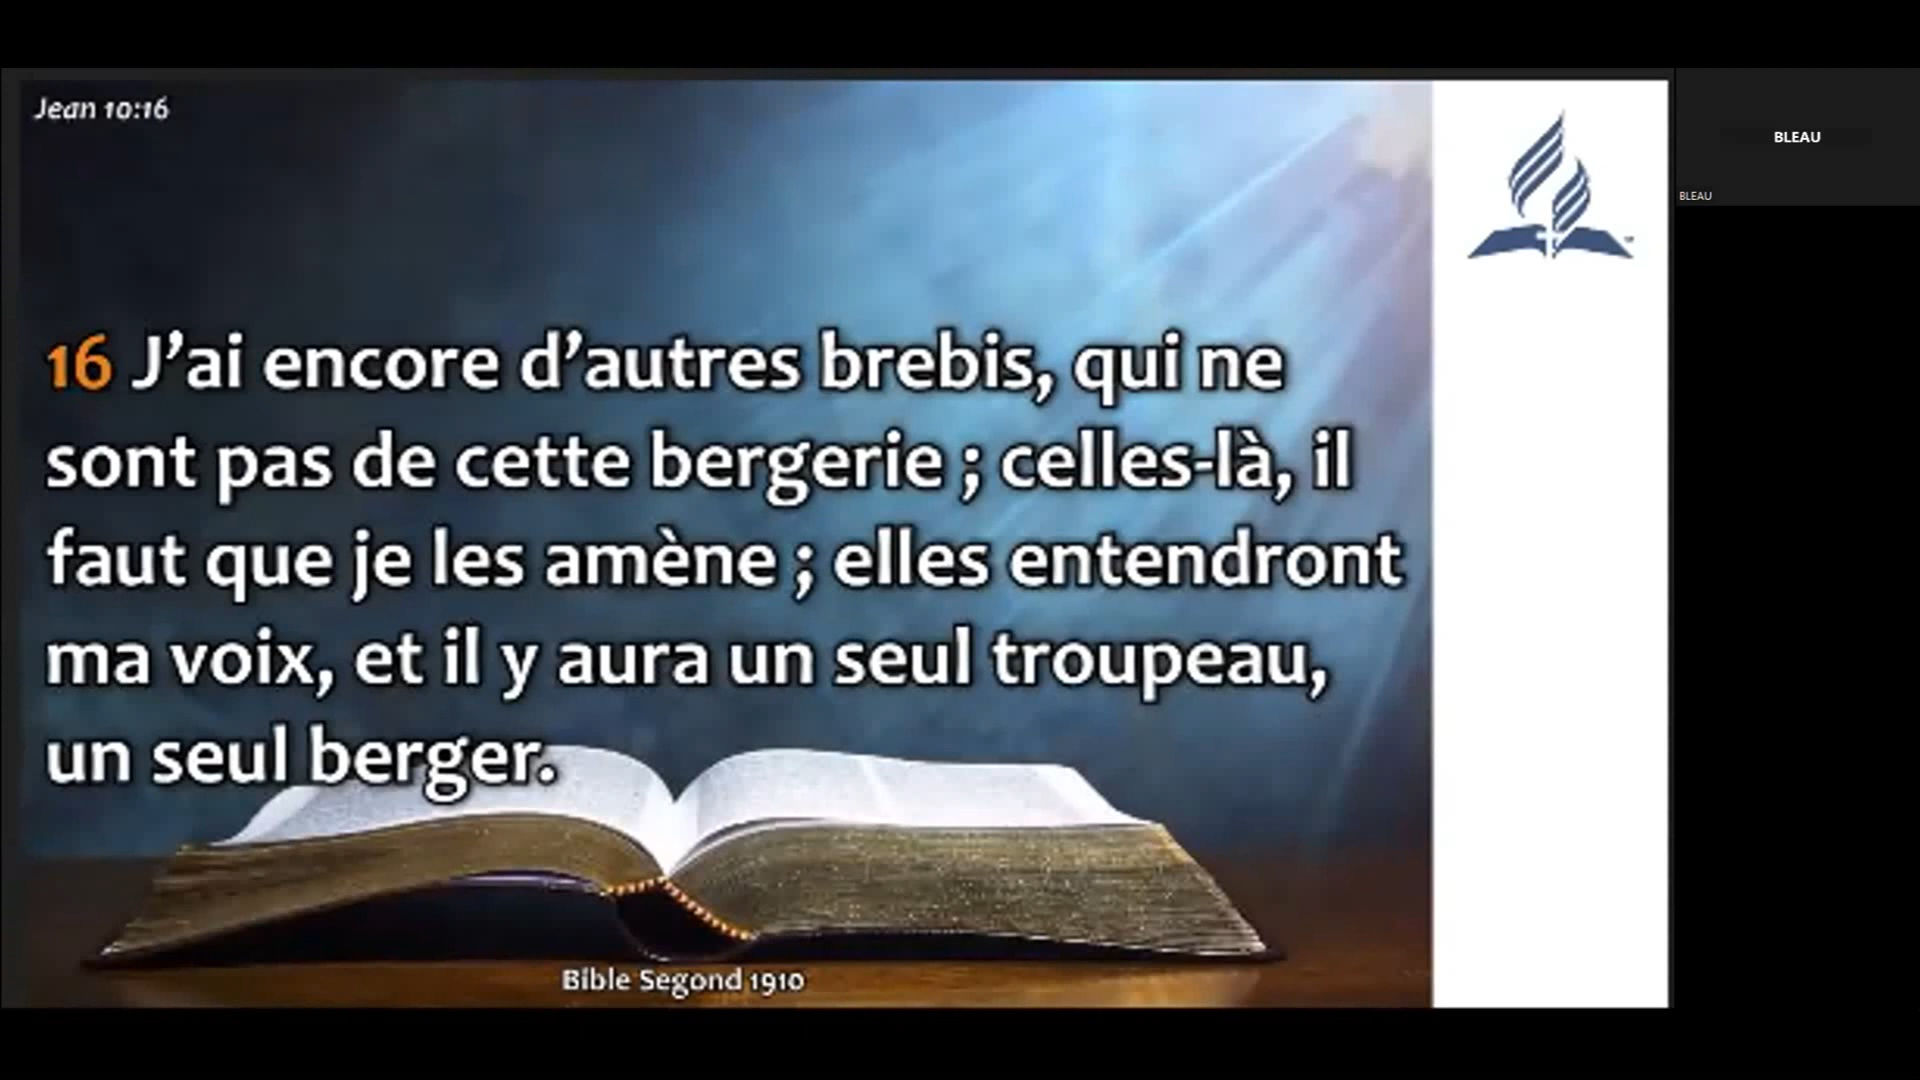 Jean 10:16
BLEAU
BLEAU
16 J’ai encore d’autres brebis, qui ne
sont pas de cette bergerie ; celles-là, il
faut que je les amène ; elles entendront
ma voix, et il y aura un seul troupeau,
un seul berger.
Bible Segond 1910